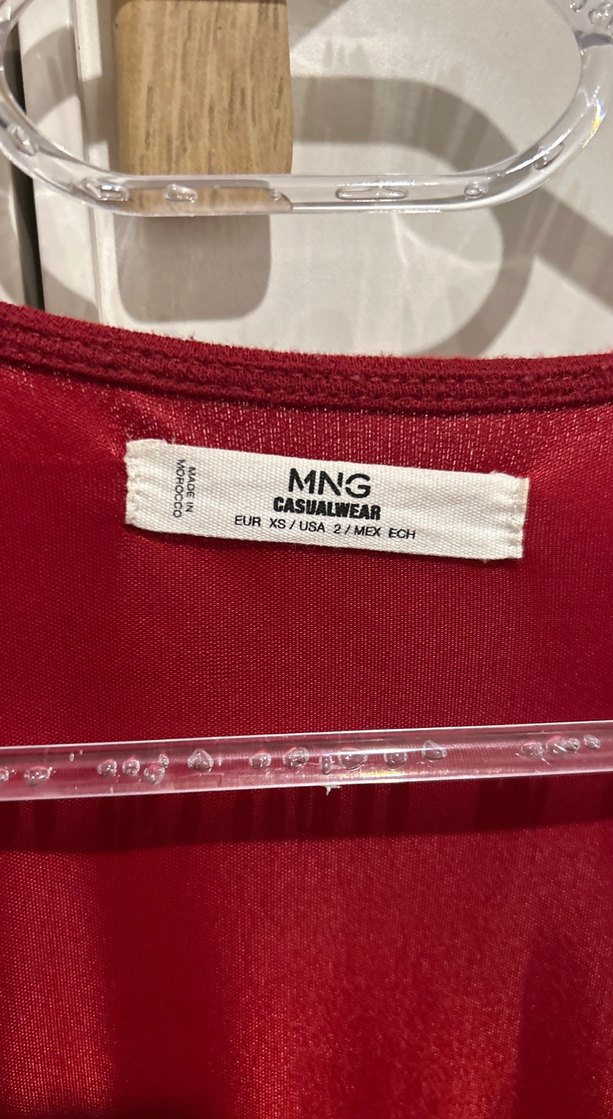 MADE IN
MOROCCO
MNG
CASUALWEAR
EUR XS / USA 2 / MEX ECH